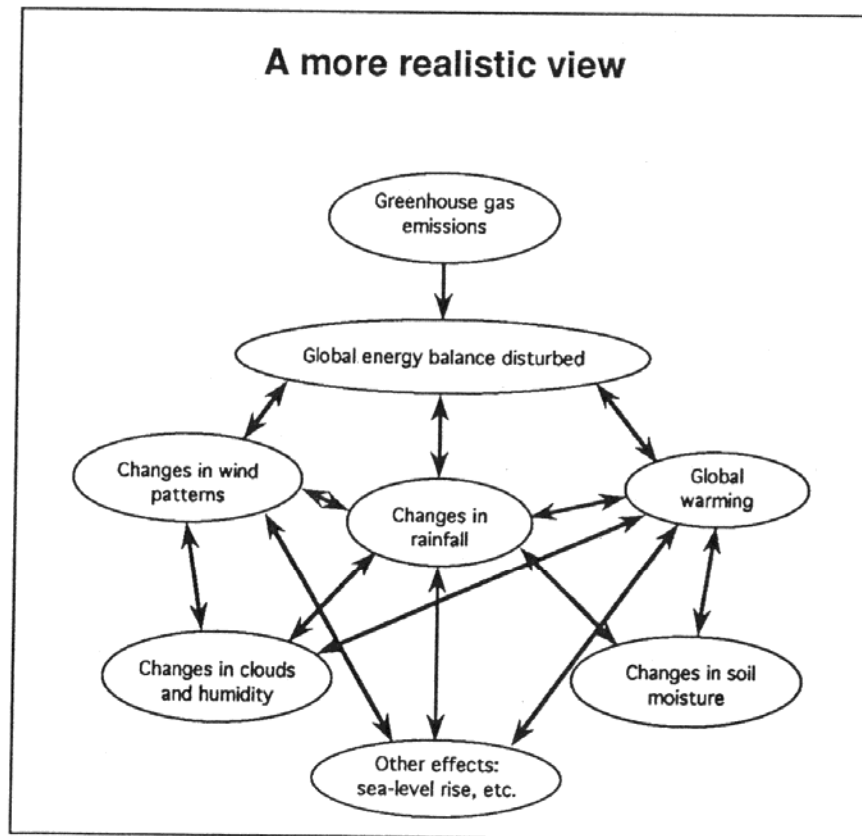 A more realistic view
Greenhouse gas
emissions
Global energy balance disturbed
Changes in wind
patterns
Changes in
rainfall
Global
warming
Changes in clouds
and humidity
Changes in soil
moisture
Other effects:
sea-level rise, etc.